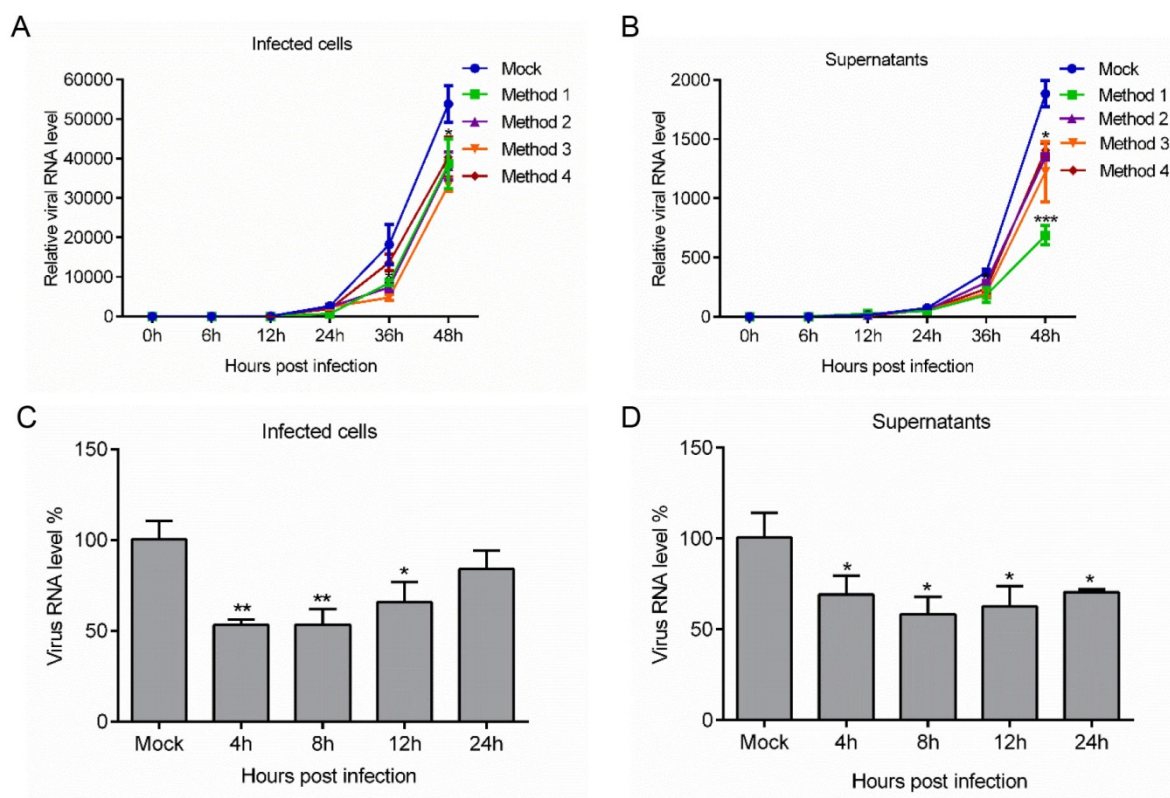 A
Infected cells
Relative viral RNA level
60000
50000
40000
30000
20000
10000
0
0h 6h 12h 24h 36h 48h
Hours post infection
Mock
Method 1
Method 2
Method 3
Method 4
*
*
B
Supernatants
Relative viral RNA level
2000
1500
1000
500
0
0h 6h 12h 24h 36h 48h
Hours post infection
Mock
Method 1
Method 2
Method 3
Method 4
*
***
C
Infected cells
Virus RNA level %
150
100
50
0
** ** *
Mock 4h 8h 12h 24h
Hours post infection
D
Supernatants
Virus RNA level %
150
100
50
0
* * * *
Mock 4h 8h 12h 24h
Hours post infection